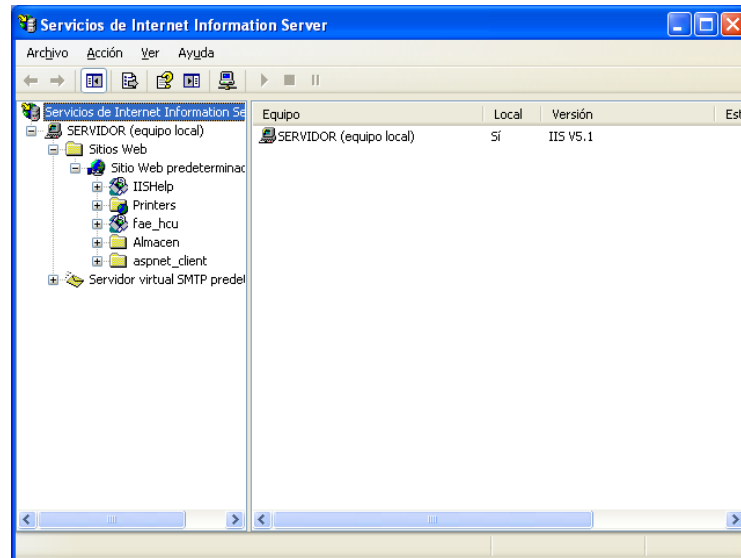 Servicios de Internet Information Server
Archivo Acción Ver Ayuda
Servicios de Internet Information Se
SERVIDOR (equipo local)
Sitios Web
Sitio Web predeterminac
IISHelp
Printers
fae_hcu
Almacen
aspnet_client
Servidor virtual SMTP predet
Equipo Local Versión Est
SERVIDOR (equipo local) Sí IIS V5.1